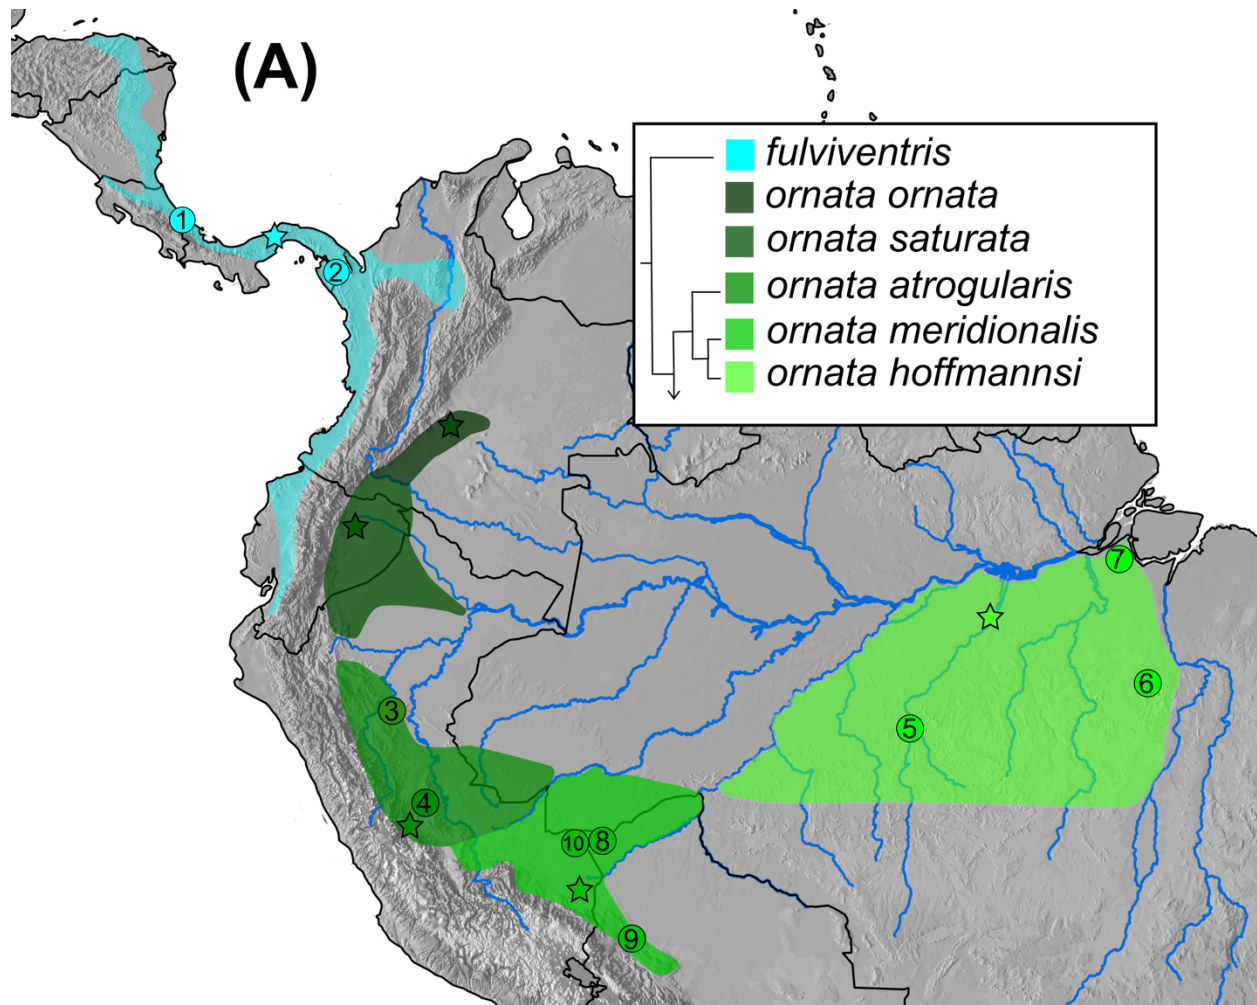 (A)
fulviventris
ornata ornata
ornata saturata
ornata atrogularis
ornata meridionalis
ornata hoffmannsi
1
2
7
6
3
5
4
10 8
9